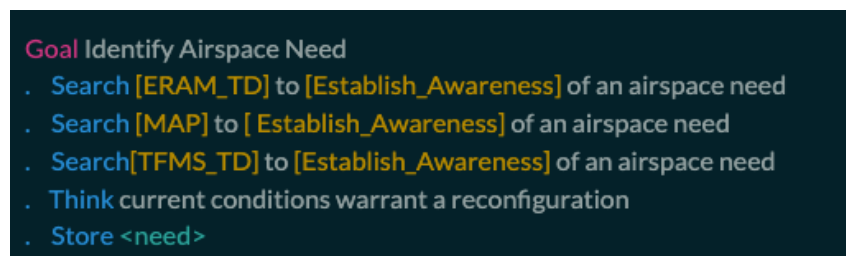 Goal Identify Airspace Need
. Search [ERAM_TD] to [Establish_Awareness] of an airspace need
. Search [MAP] to [ Establish_Awareness] of an airspace need
. Search[TFMS_TD] to [Establish_Awareness] of an airspace need
. Think current conditions warrant a reconfiguration
. Store <need>